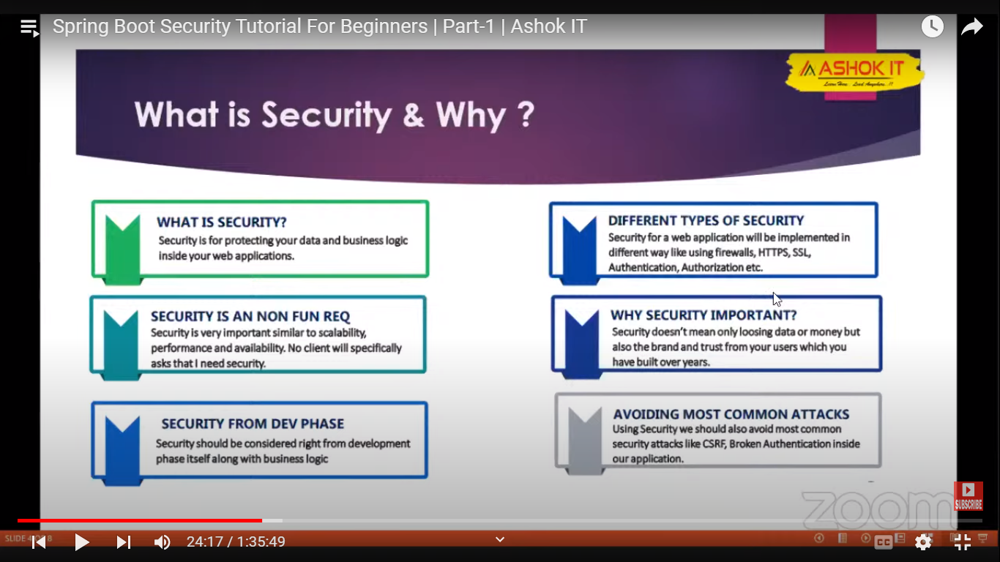 Spring Boot Security Tutorial For Beginners | Part-1 | Ashok IT
ASHOK IT
Learn Here.. Lead Anywhere..!!
What is Security & Why ?
WHAT IS SECURITY?
Security is for protecting your data and business logic
inside your web applications.
SECURITY IS AN NON FUN REQ
Security is very important similar to scalability,
performance and availability. No client will specifically
asks that I need security.
SECURITY FROM DEV PHASE
Security should be considered right from development
phase itself along with business logic
DIFFERENT TYPES OF SECURITY
Security for a web application will be implemented in
different way like using firewalls, HTTPS, SSL,
Authentication, Authorization etc.
WHY SECURITY IMPORTANT?
Security doesn't mean only loosing data or money but
also the brand and trust from your users which you
have built over years.
AVOIDING MOST COMMON ATTACKS
Using Security we should also avoid most common
security attacks like CSRF, Broken Authentication inside
our application.
zoom
SUBSCRIBE
SLIDE 4 OF 8
24:17 / 1:35:49
CC